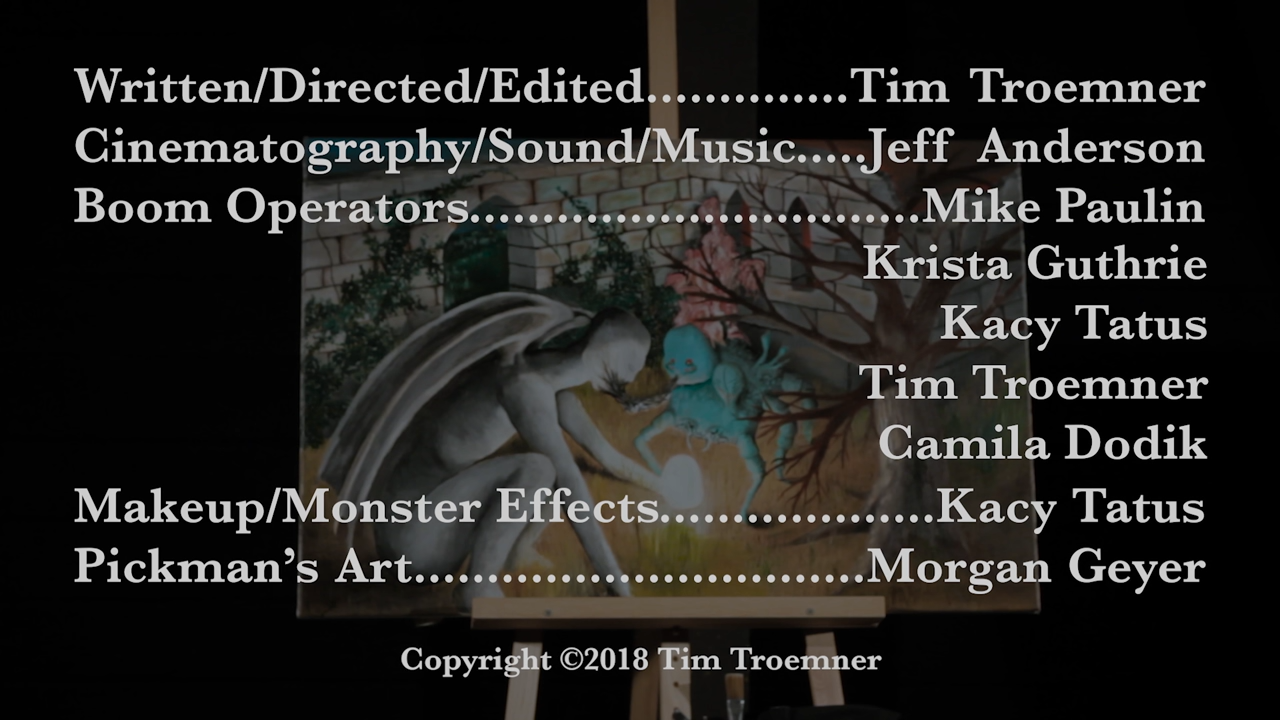 Written/Directed/Edited..............Tim Troemner
Cinematography/Sound/Music.....Jeff Anderson
Boom Operators...............................Mike Paulin
Krista Guthrie
Kacy Tatus
Tim Troemner
Camila Dodik
Makeup/Monster Effects...................Kacy Tatus
Pickman’s Art...............................Morgan Geyer
Copyright ©2018 Tim Troemner